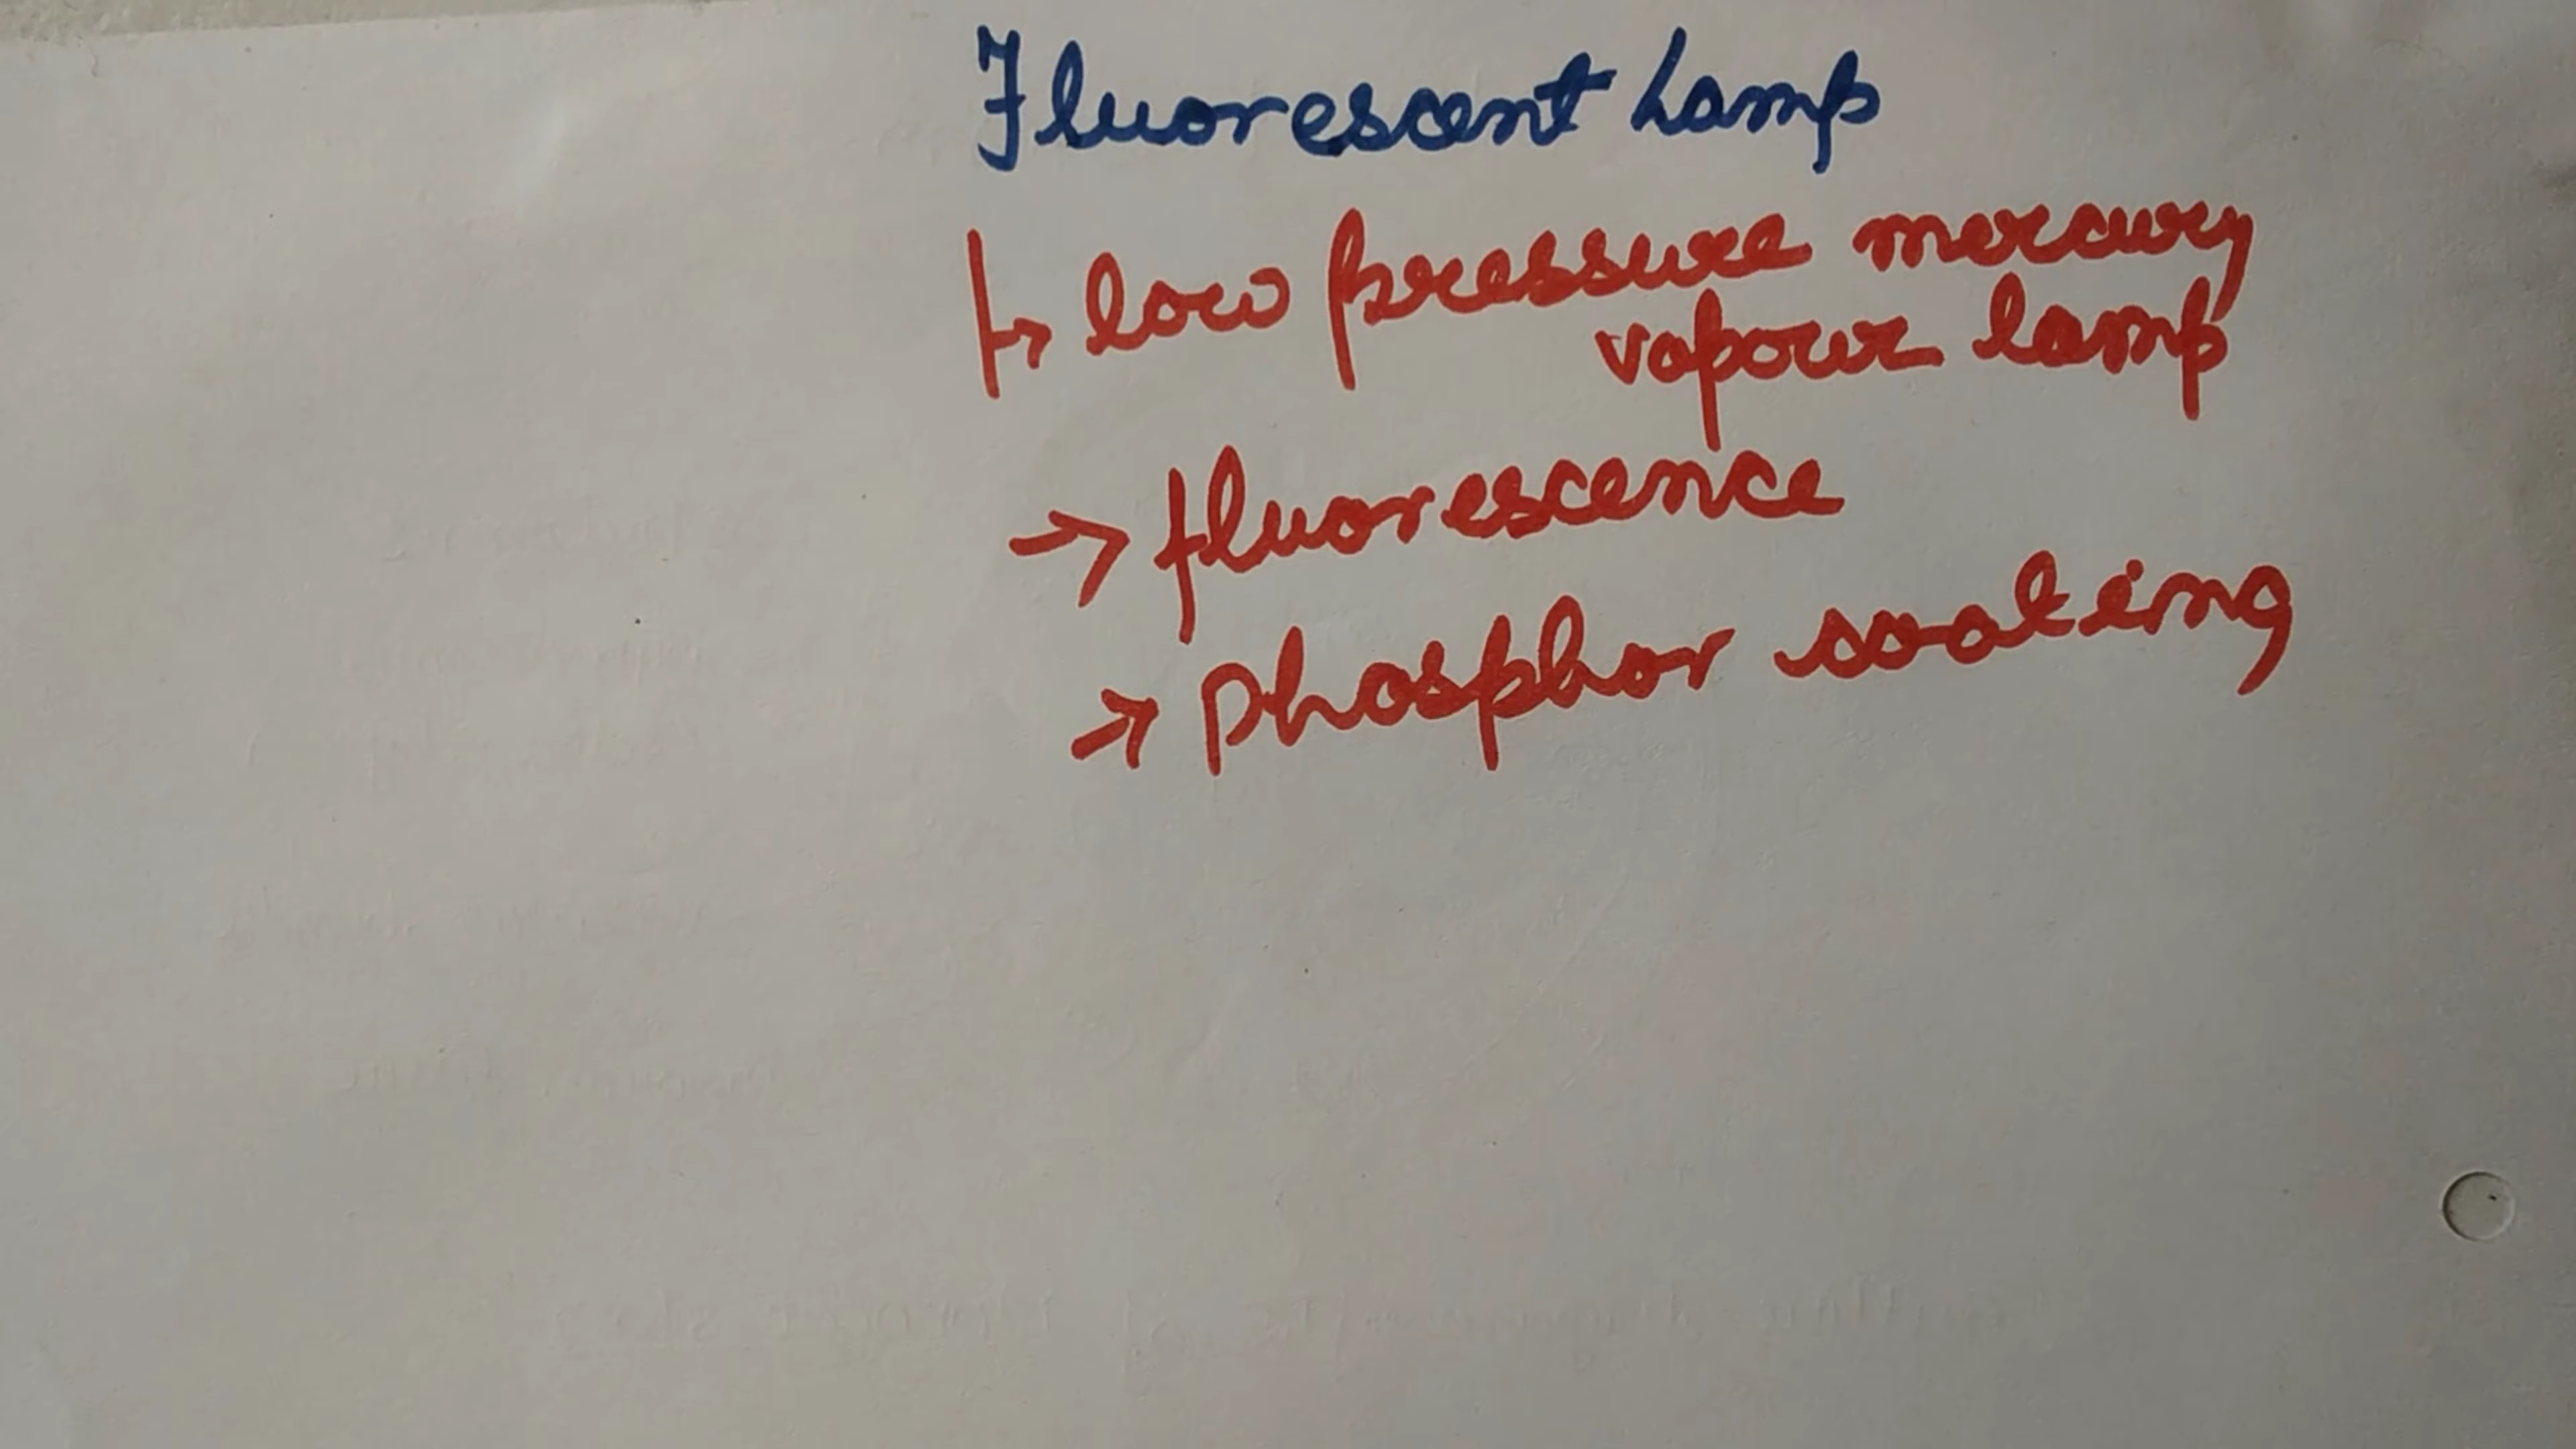 Fluorescent Lamp
↳ low pressure mercury
vapour lamp
→ fluorescence
→ Phosphor coating